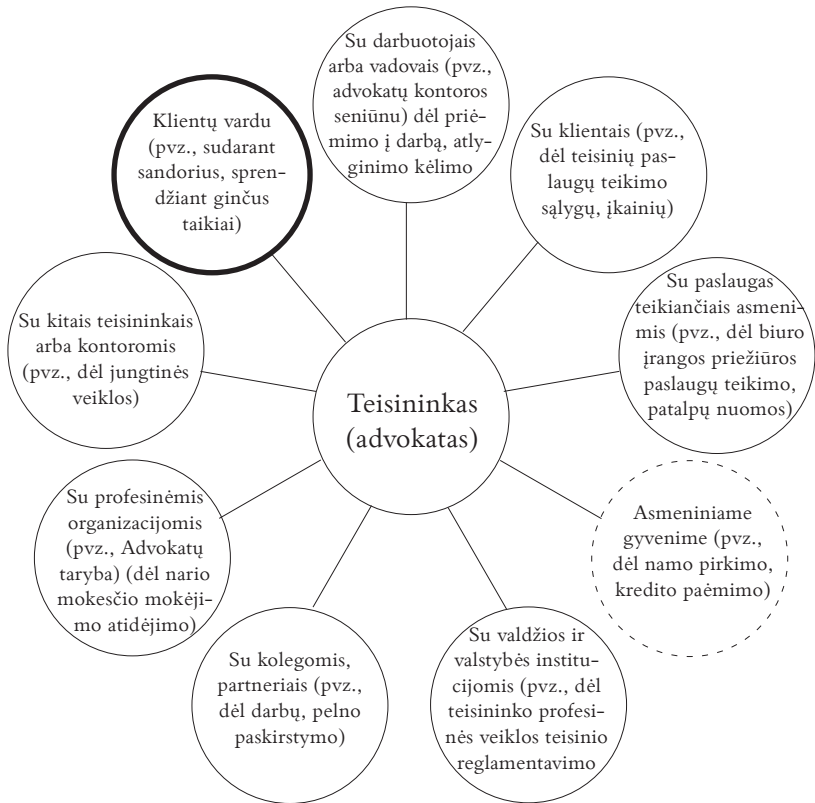 Su darbuotojais
arba vadovais (pvz.,
advokatų kontoros
seniūnu) dėl priė-
mimo į darbą, atly-
ginimo kėlimo
Klientų vardu
(pvz., sudarant
sandorius, spren-
džiant ginčus
taikiai)
Su klientais (pvz.,
dėl teisinių pas-
laugų teikimo
sąlygų, įkainių)
Su kitais teisininkais
arba kontoromis
(pvz., dėl jungtinės
veiklos)
Su paslaugas
teikiančiais asmeni-
mis (pvz., dėl biuro
įrangos priežiūros
paslaugų teikimo,
patalpų nuomos)
Teisininkas
(advokatas)
Su profesinėmis
organizacijomis
(pvz., Advokatų
taryba) (dėl nario
mokesčio mokėji-
mo atidėjimo)
Asmeniniame
gyvenime (pvz.,
dėl namo pirkimo,
kredito paėmimo)
Su kolegomis,
partneriais (pvz.,
dėl darbų, pelno
paskirstymo)
Su valdžios ir
valstybės institu-
cijomis (pvz., dėl
teisininko profesi-
nės veiklos teisinio
reglamentavimo